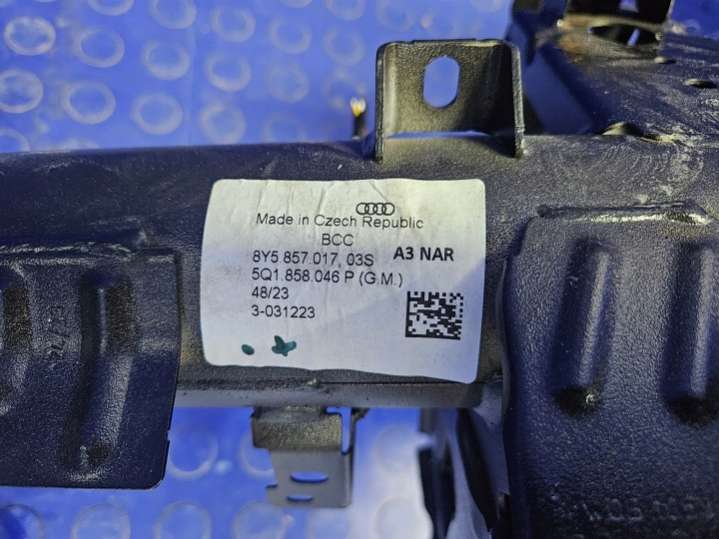 Made in Czech Republic
BCC
8Y5 857.017, 03S A3 NAR
5Q1.858.046 P (G.M.)
48/23
3-031223